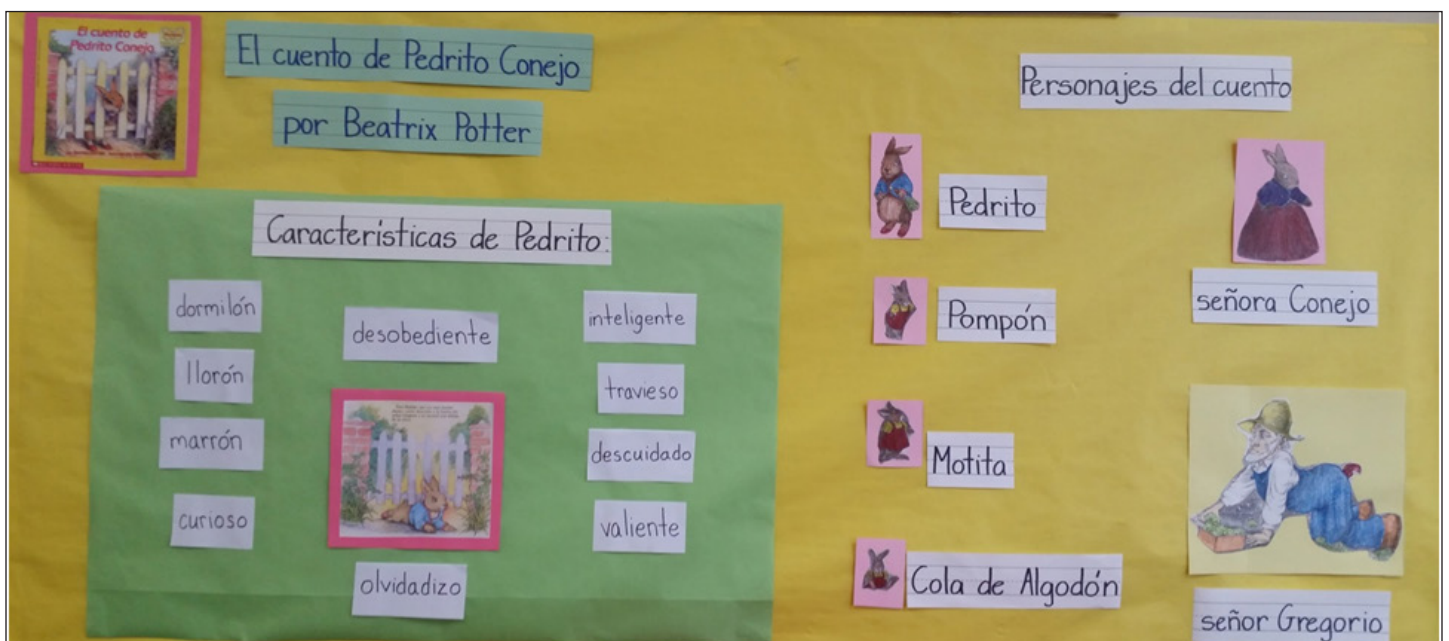 El cuento de
Pedrito Conejo
El cuento de Pedrito Conejo
por Beatrix Potter
Características de Pedrito:
dormilón
llorón
marrón
curioso
desobediente
olvidadizo
inteligente
travieso
descuidado
valiente
Personajes del cuento
Pedrito
Pompón
Motita
Cola de Algodón
señora Conejo
señor Gregorio